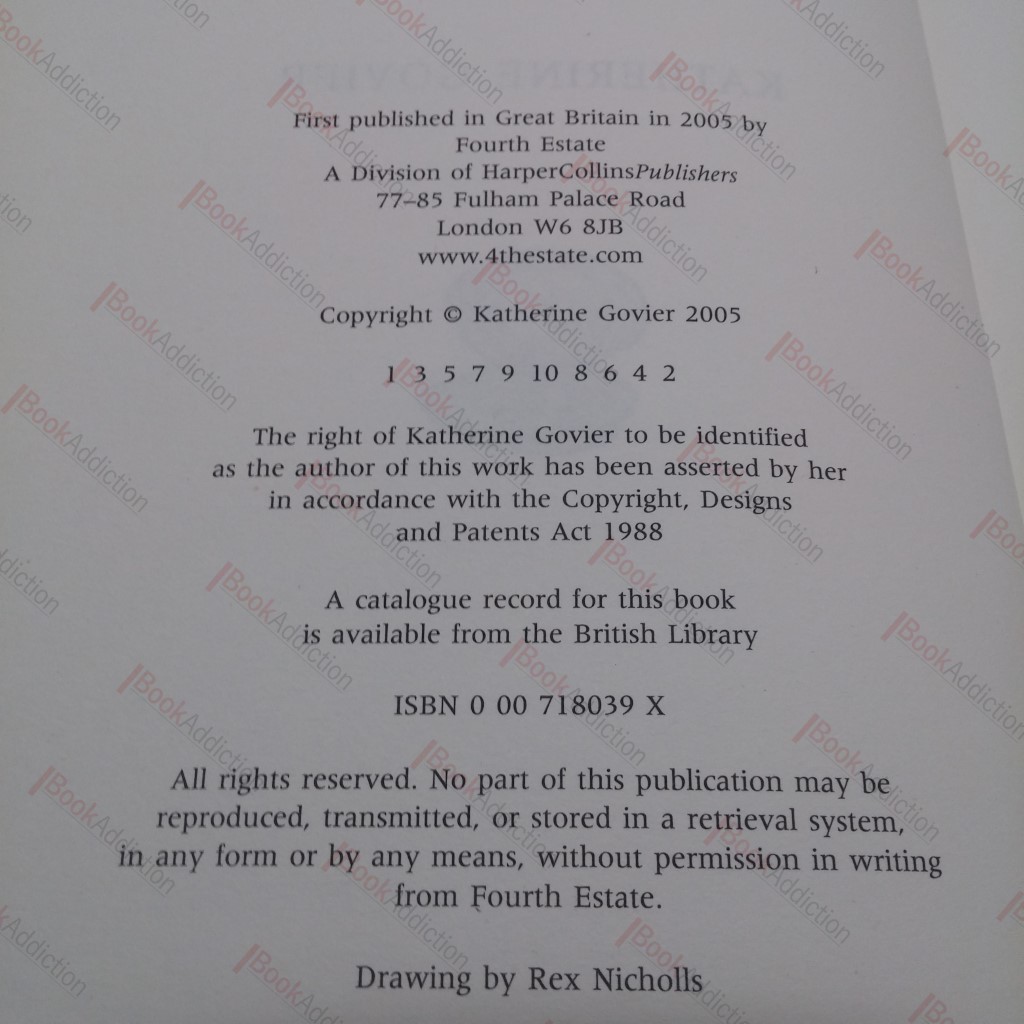 First published in Great Britain in 2005 by
Fourth Estate
A Division of HarperCollinsPublishers
77–85 Fulham Palace Road
London W6 8JB
www.4thestate.com
Copyright © Katherine Govier 2005
1 3 5 7 9 10 8 6 4 2
The right of Katherine Govier to be identified
as the author of this work has been asserted by her
in accordance with the Copyright, Designs
and Patents Act 1988
A catalogue record for this book
is available from the British Library
ISBN 0 00 718039 X
All rights reserved. No part of this publication may be
reproduced, transmitted, or stored in a retrieval system,
in any form or by any means, without permission in writing
from Fourth Estate.
Drawing by Rex Nicholls
BookAddiction